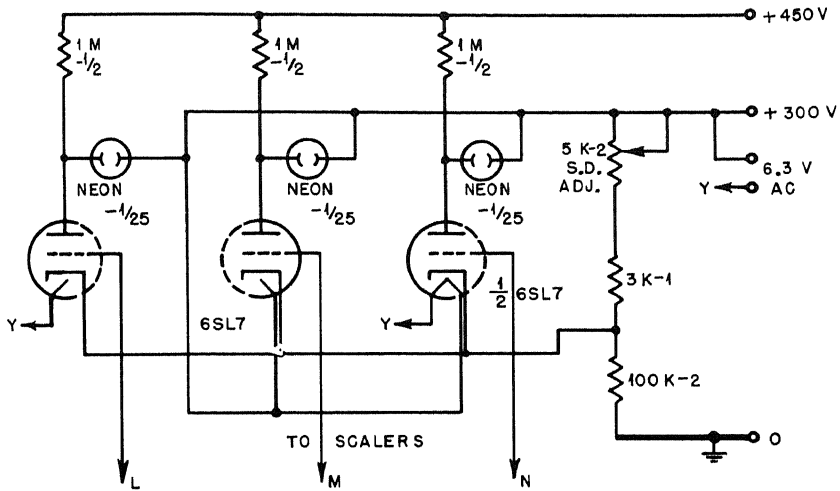 +450 V
1 M
-1/2
1 M
-1/2
1 M
-1/2
+300 V
5 K-2
S.D.
ADJ.
6.3 V
AC
Y
NEON
-1/25
NEON
-1/25
NEON
-1/25
3 K-1
1/2 6SL7
Y
6SL7
Y
100 K-2
0
TO SCALERS
L
M
N